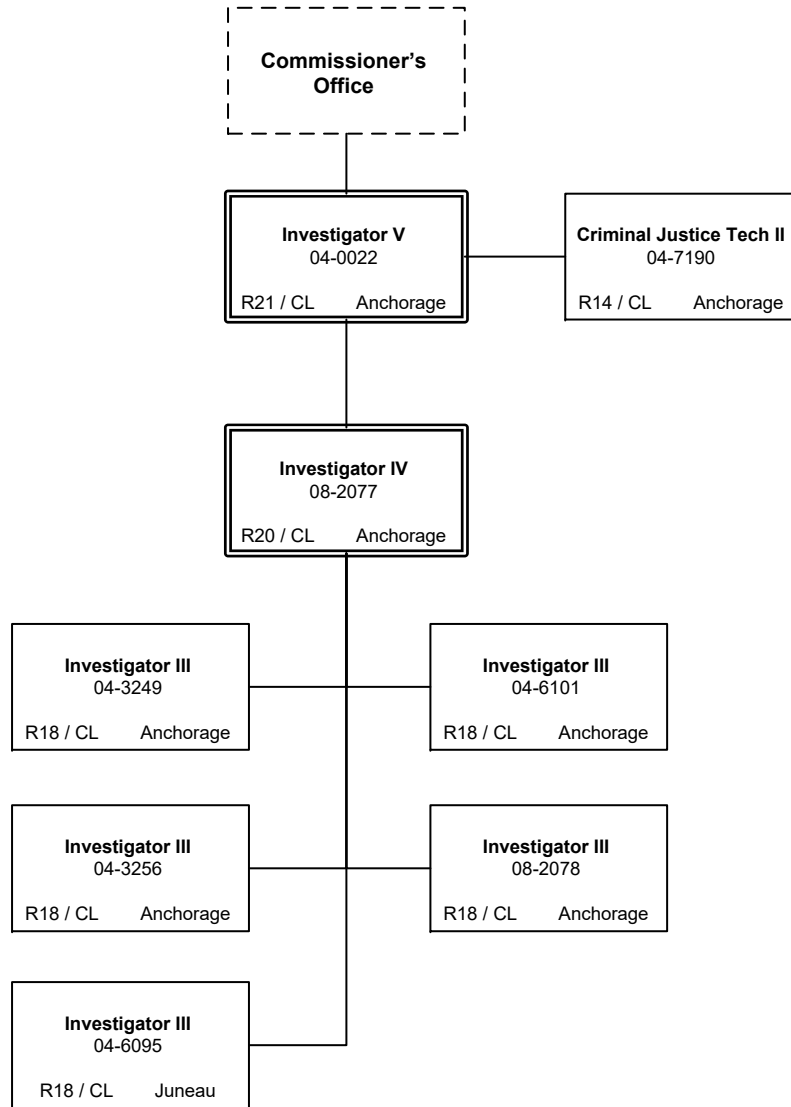 Commissioner’s
Office
Investigator V
04-0022
R21 / CL Anchorage
Criminal Justice Tech II
04-7190
R14 / CL Anchorage
Investigator IV
08-2077
R20 / CL Anchorage
Investigator III
04-3249
R18 / CL Anchorage
Investigator III
04-6101
R18 / CL Anchorage
Investigator III
04-3256
R18 / CL Anchorage
Investigator III
08-2078
R18 / CL Anchorage
Investigator III
04-6095
R18 / CL Juneau